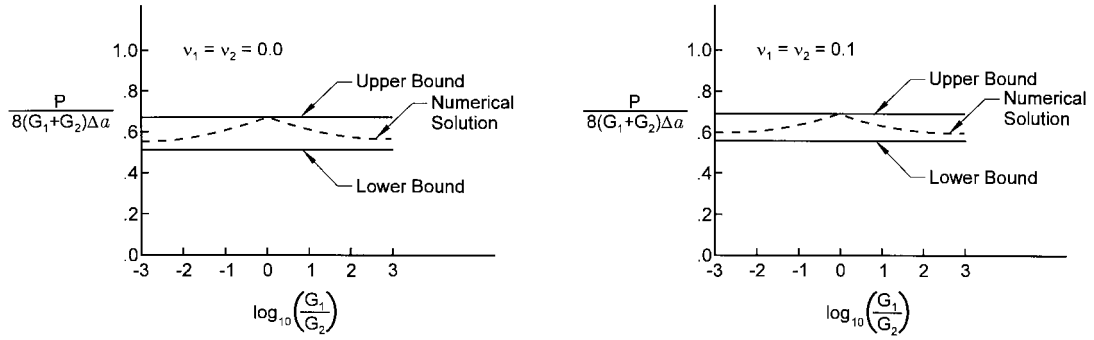 1.0
ν₁ = ν₂ = 0.0
Upper Bound
.8
P
8(G₁+G₂)Δa
Numerical
Solution
.6
.4
Lower Bound
.2
.0
-3 -2 -1 0 1 2 3
log₁₀(G₁/G₂)
1.0
ν₁ = ν₂ = 0.1
Upper Bound
.8
P
8(G₁+G₂)Δa
Numerical
Solution
.6
.4
Lower Bound
.2
.0
-3 -2 -1 0 1 2 3
log₁₀(G₁/G₂)